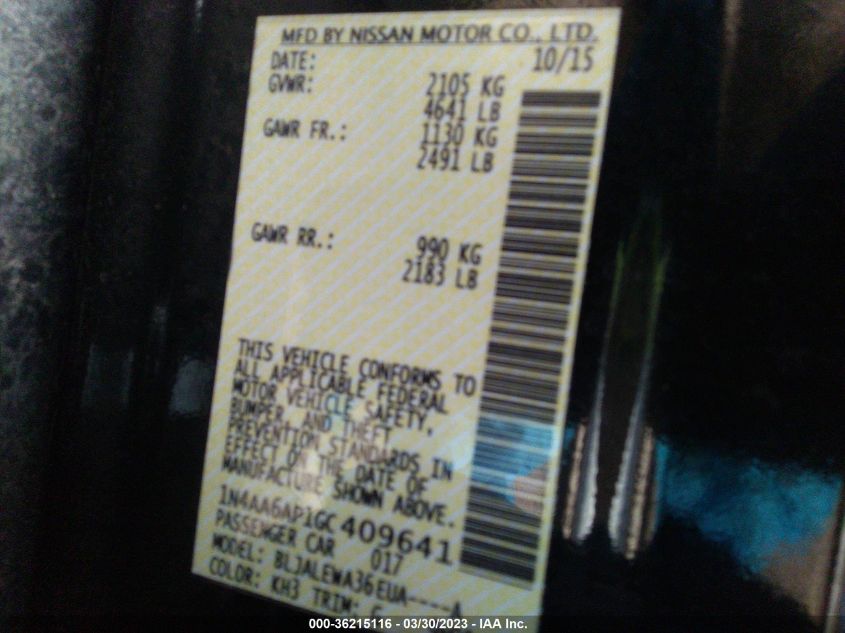 MFD BY NISSAN MOTOR CO., LTD.
DATE: 10/15
GVWR: 2105 KG
4641 LB
GAWR FR.: 1130 KG
2491 LB
GAWR RR.: 990 KG
2183 LB
THIS VEHICLE CONFORMS TO
ALL APPLICABLE FEDERAL
MOTOR VEHICLE SAFETY,
BUMPER, AND THEFT
PREVENTION STANDARDS IN
EFFECT ON THE DATE OF
MANUFACTURE SHOWN ABOVE.
1N4AA6AP1GC409641
PASSENGER CAR 017
MODEL: BLJALEWA36EUA----A
COLOR: KH3 TRIM: G
000-36215116 - 03/30/2023 - IAA Inc.